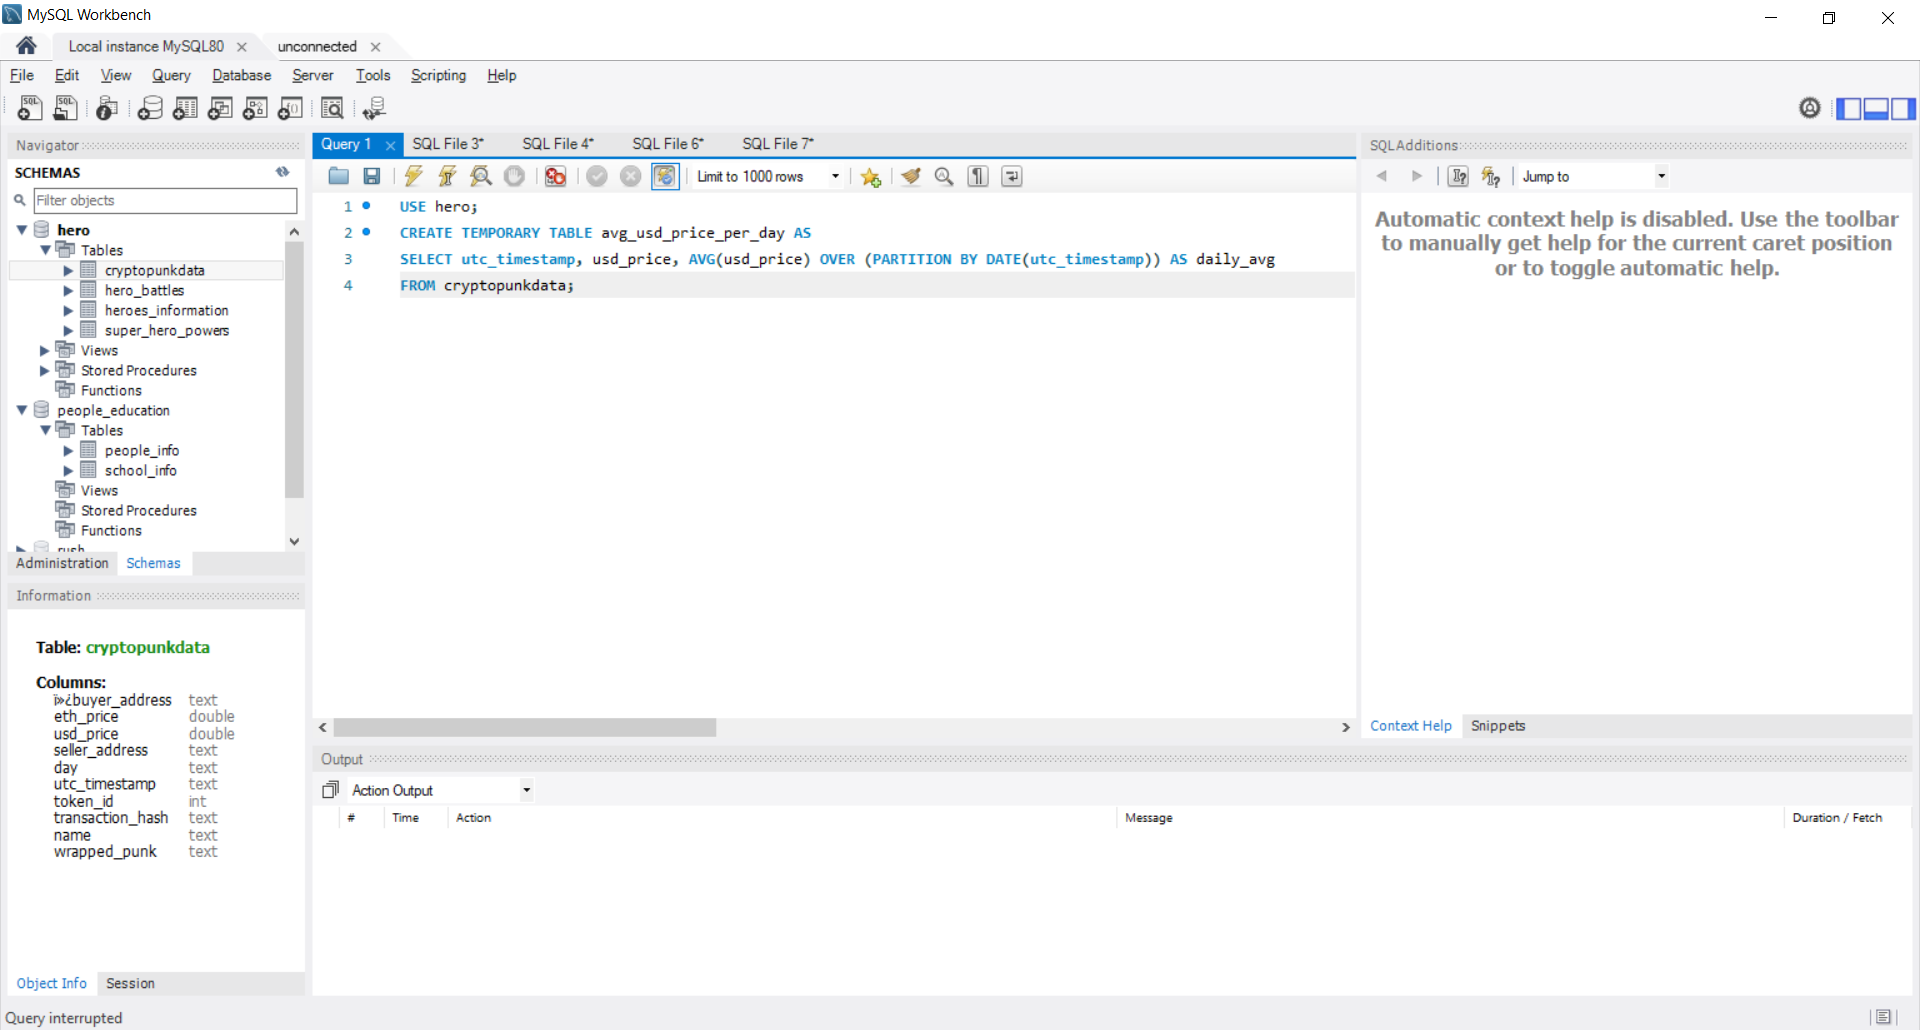 MySQL Workbench
Local instance MySQL80
unconnected
File Edit View Query Database Server Tools Scripting Help
Navigator
SCHEMAS
Filter objects
hero
Tables
cryptopunkdata
hero_battles
heroes_information
super_hero_powers
Views
Stored Procedures
Functions
people_education
Tables
people_info
school_info
Views
Stored Procedures
Functions
rush
Administration Schemas
Information
Table: cryptopunkdata
Columns:
ï»¿buyer_address text
eth_price double
usd_price double
seller_address text
day text
utc_timestamp text
token_id int
transaction_hash text
name text
wrapped_punk text
Object Info Session
Query interrupted
Query 1 SQL File 3* SQL File 4* SQL File 6* SQL File 7*
Limit to 1000 rows
1 USE hero;
2 CREATE TEMPORARY TABLE avg_usd_price_per_day AS
3 SELECT utc_timestamp, usd_price, AVG(usd_price) OVER (PARTITION BY DATE(utc_timestamp)) AS daily_avg
4 FROM cryptopunkdata;
Output
Action Output
# Time Action Message Duration / Fetch
SQLAdditions
Jump to
Automatic context help is disabled. Use the toolbar
to manually get help for the current caret position
or to toggle automatic help.
Context Help Snippets